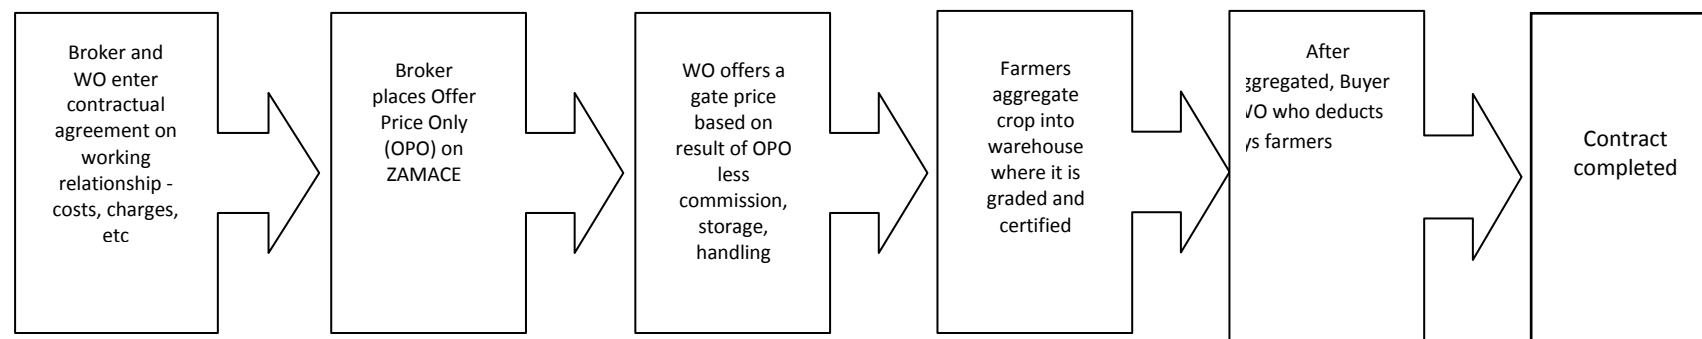 Broker and
WO enter
contractual
agreement on
working
relationship -
costs, charges,
etc
Broker
places Offer
Price Only
(OPO) on
ZAMACE
WO offers a
gate price
based on
result of OPO
less
commission,
storage,
handling
Farmers
aggregate
crop into
warehouse
where it is
graded and
certified
After
ggregated, Buyer
who deducts
farmers
Contract
completed